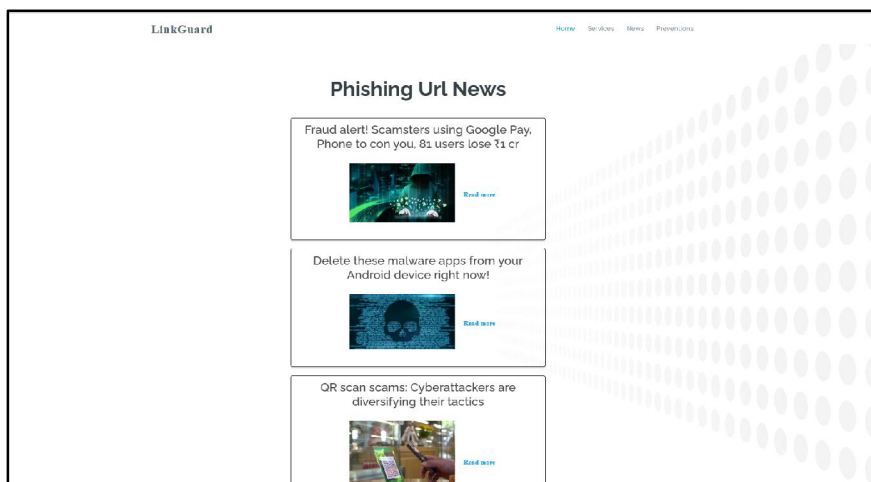 LinkGuard
Home Services News Preventions
Phishing Url News
Fraud alert! Scamsters using Google Pay,
Phone to con you, 81 users lose ₹1 cr
Read more
Delete these malware apps from your
Android device right now!
Read more
QR scan scams: Cyberattackers are
diversifying their tactics
Read more